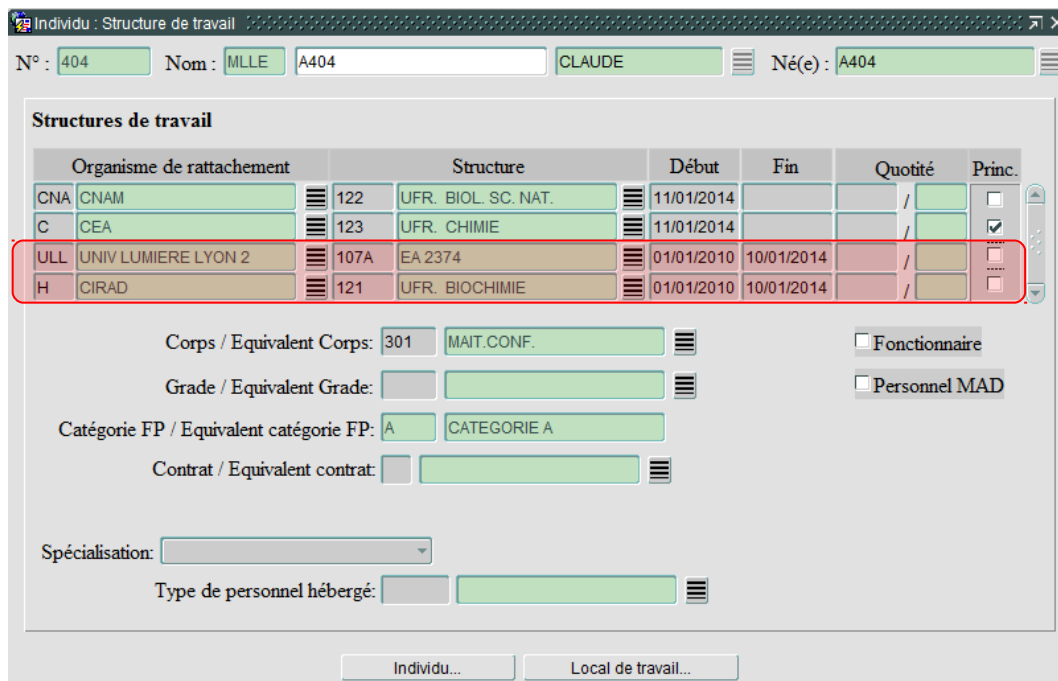 Individu : Structure de travail
N° : 404 Nom : MLLE A404 CLAUDE Né(e) : A404
Structures de travail
Organisme de rattachement Structure Début Fin Quotité Princ.
CNA CNAM 122 UFR. BIOL. SC. NAT. 11/01/2014 /
C CEA 123 UFR. CHIMIE 11/01/2014 /
ULL UNIV LUMIERE LYON 2 107A EA 2374 01/01/2010 10/01/2014 /
H CIRAD 121 UFR. BIOCHIMIE 01/01/2010 10/01/2014 /
Corps / Equivalent Corps: 301 MAIT.CONF. Fonctionnaire
Grade / Equivalent Grade: Personnel MAD
Catégorie FP / Equivalent catégorie FP: A CATEGORIE A
Contrat / Equivalent contrat:
Spécialisation:
Type de personnel hébergé:
Individu... Local de travail...